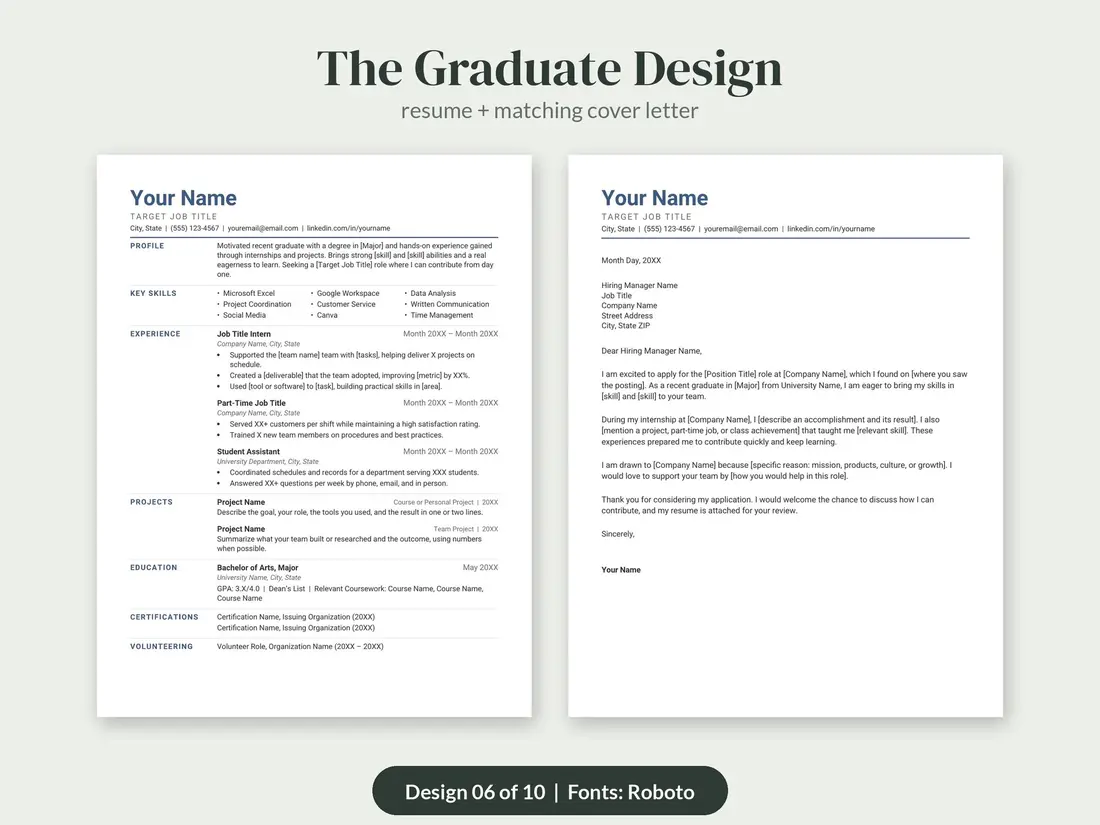 The Graduate Design
resume + matching cover letter
Your Name
TARGET JOB TITLE
City, State | (555) 123-4567 | youremail@email.com | linkedin.com/in/yourname
PROFILE
Motivated recent graduate with a degree in [Major] and hands-on experience gained
through internships and projects. Brings strong [skill] and [skill] abilities and a real
eagerness to learn. Seeking a [Target Job Title] role where I can contribute from day
one.
KEY SKILLS
• Microsoft Excel • Google Workspace • Data Analysis
• Project Coordination • Customer Service • Written Communication
• Social Media • Canva • Time Management
EXPERIENCE
Job Title Intern Month 20XX – Month 20XX
Company Name, City, State
• Supported the [team name] team with [tasks], helping deliver X projects on
schedule.
• Created a [deliverable] that the team adopted, improving [metric] by XX%.
• Used [tool or software] to [task], building practical skills in [area].
Part-Time Job Title Month 20XX – Month 20XX
Company Name, City, State
• Served XX+ customers per shift while maintaining a high satisfaction rating.
• Trained X new team members on procedures and best practices.
Student Assistant Month 20XX – Month 20XX
University Department, City, State
• Coordinated schedules and records for a department serving XXX students.
• Answered XX+ questions per week by phone, email, and in person.
PROJECTS
Project Name Course or Personal Project | 20XX
Describe the goal, your role, the tools you used, and the result in one or two lines.
Project Name Team Project | 20XX
Summarize what your team built or researched and the outcome, using numbers
when possible.
EDUCATION
Bachelor of Arts, Major May 20XX
University Name, City, State
GPA: 3.X/4.0 | Dean's List | Relevant Coursework: Course Name, Course Name,
Course Name
CERTIFICATIONS
Certification Name, Issuing Organization (20XX)
Certification Name, Issuing Organization (20XX)
VOLUNTEERING
Volunteer Role, Organization Name (20XX – 20XX)
Your Name
TARGET JOB TITLE
City, State | (555) 123-4567 | youremail@email.com | linkedin.com/in/yourname
Month Day, 20XX
Hiring Manager Name
Job Title
Company Name
Street Address
City, State ZIP
Dear Hiring Manager Name,
I am excited to apply for the [Position Title] role at [Company Name], which I found on [where you saw
the posting]. As a recent graduate in [Major] from University Name, I am eager to bring my skills in
[skill] and [skill] to your team.
During my internship at [Company Name], I [describe an accomplishment and its result]. I also
[mention a project, part-time job, or class achievement] that taught me [relevant skill]. These
experiences prepared me to contribute quickly and keep learning.
I am drawn to [Company Name] because [specific reason: mission, products, culture, or growth]. I
would love to support your team by [how you would help in this role].
Thank you for considering my application. I would welcome the chance to discuss how I can
contribute, and my resume is attached for your review.
Sincerely,
Your Name
Design 06 of 10 | Fonts: Roboto